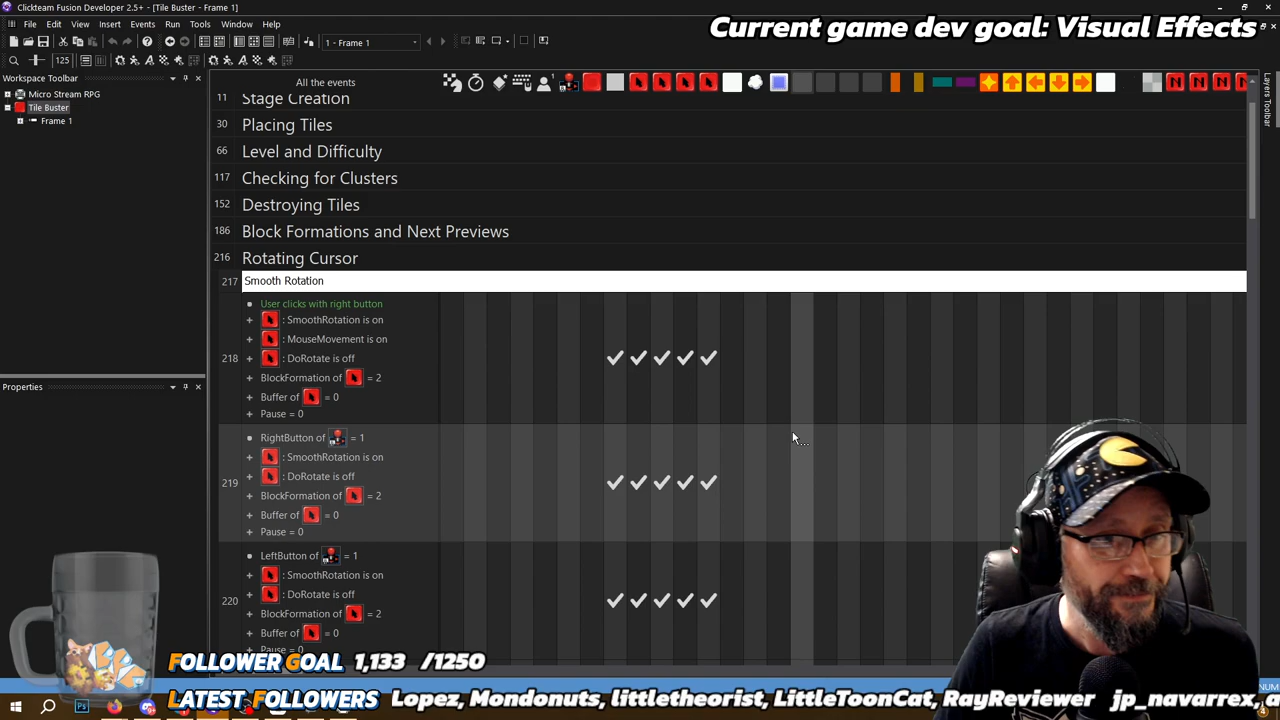 Clickteam Fusion Developer 2.5+ - [Tile Buster - Frame 1]
Current game dev goal: Visual Effects
File Edit View Insert Events Run Tools Window Help
1 - Frame 1
123
Workspace Toolbar
Micro Stream RPG
Tile Buster
Frame 1
Properties
Layers Toolbar
All the events
11 Stage Creation
30 Placing Tiles
66 Level and Difficulty
117 Checking for Clusters
152 Destroying Tiles
186 Block Formations and Next Previews
216 Rotating Cursor
217 Smooth Rotation
218
User clicks with right button
+ : SmoothRotation is on
+ : MouseMovement is on
+ : DoRotate is off
+ BlockFormation of = 2
+ Buffer of = 0
+ Pause = 0
219
RightButton of = 1
+ : SmoothRotation is on
+ : DoRotate is off
+ BlockFormation of = 2
+ Buffer of = 0
+ Pause = 0
220
LeftButton of = 1
+ : SmoothRotation is on
+ : DoRotate is off
+ BlockFormation of = 2
+ Buffer of = 0
Pause = 0
FOLLOWER GOAL 1,133 /1250
LATEST FOLLOWERS Lopez, Mondonuts, littletheorist, LittleToonCat, RayReviewer jp_navarrex,
NUM